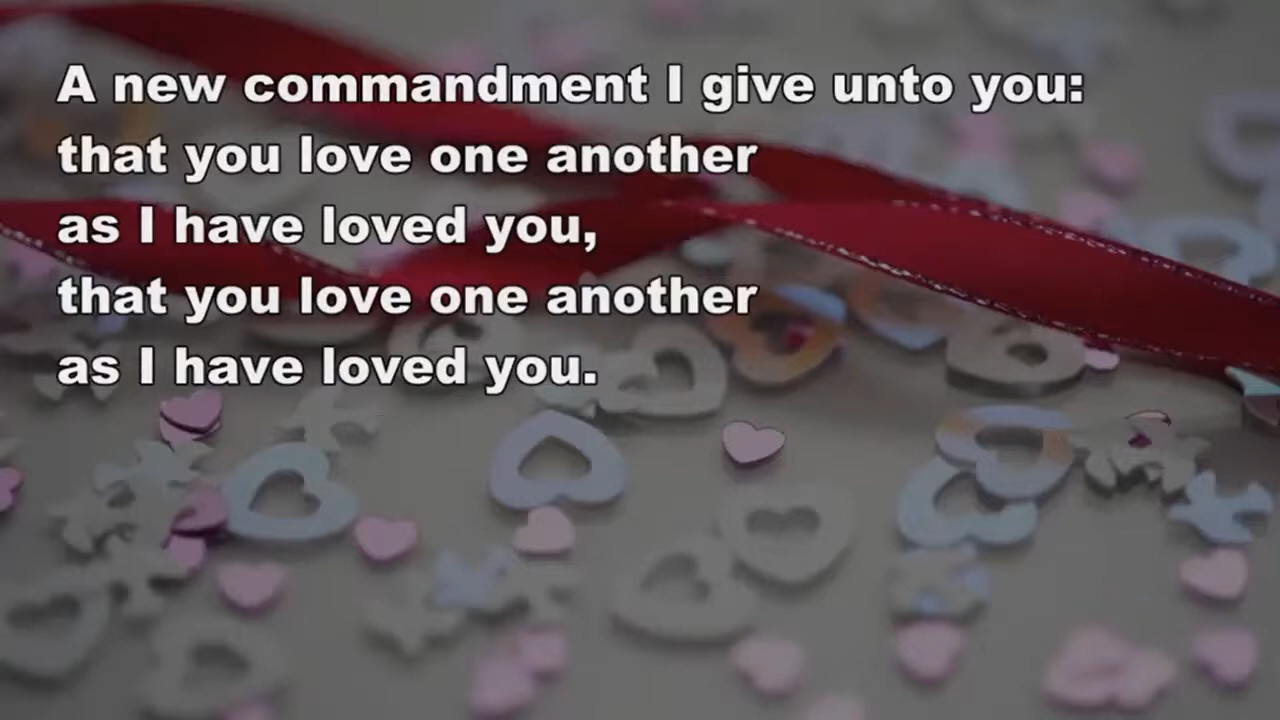 A new commandment I give unto you:
that you love one another
as I have loved you,
that you love one another
as I have loved you.